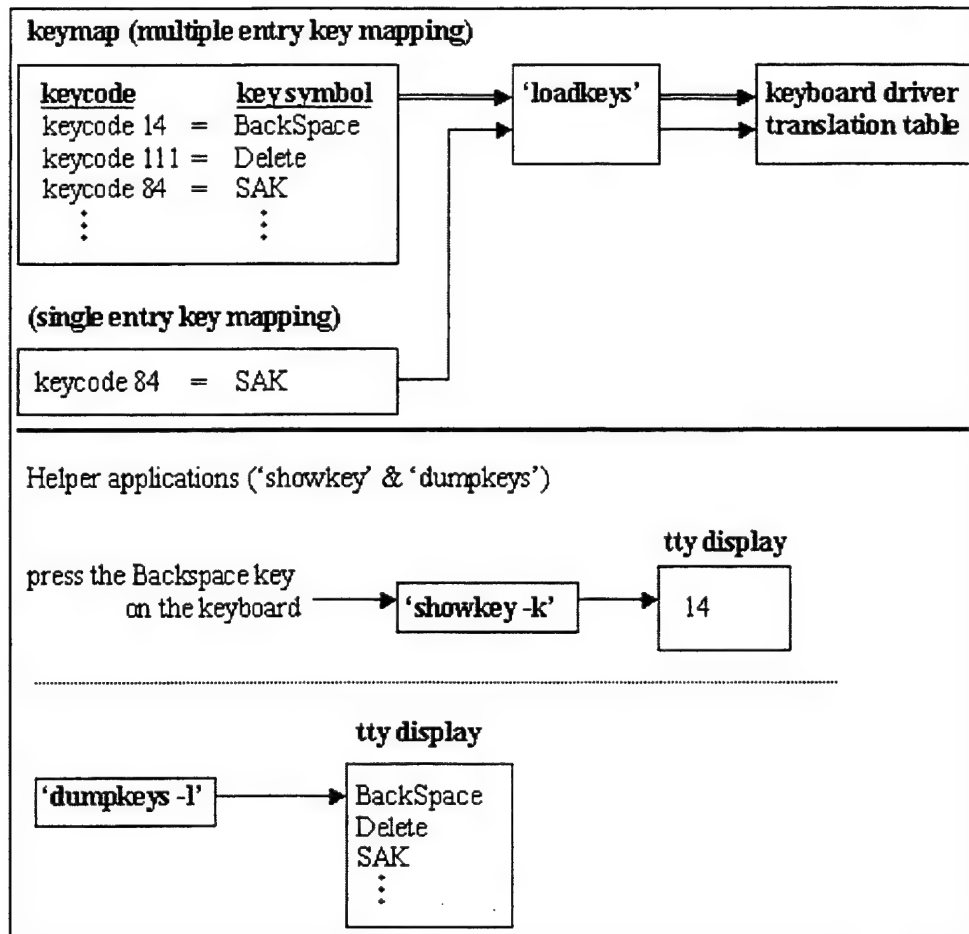 keymap (multiple entry key mapping)
keycode key symbol
keycode 14 = BackSpace
keycode 111 = Delete
keycode 84 = SAK
‘loadkeys’
keyboard driver
translation table
(single entry key mapping)
keycode 84 = SAK
Helper applications (‘showkey’ & ‘dumpkeys’)
press the Backspace key
on the keyboard
‘showkey -k’
tty display
14
‘dumpkeys -l’
tty display
BackSpace
Delete
SAK